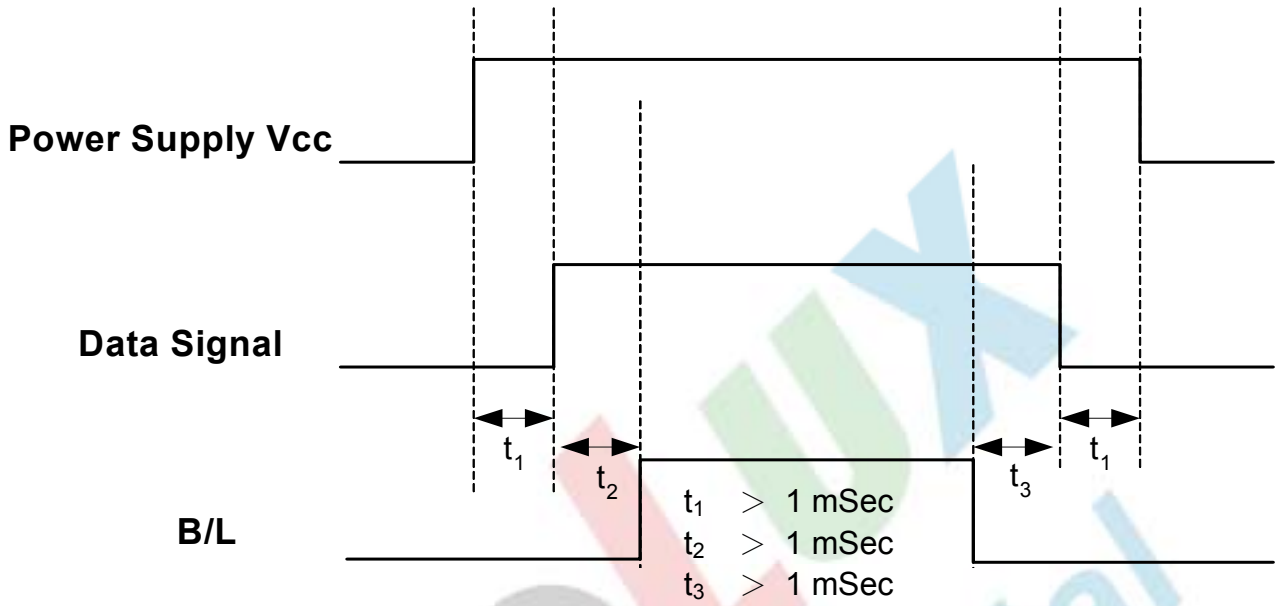 Power Supply Vcc
Data Signal
t₁
t₂
t₃
t₁
B/L
t₁ > 1 mSec
t₂ > 1 mSec
t₃ > 1 mSec